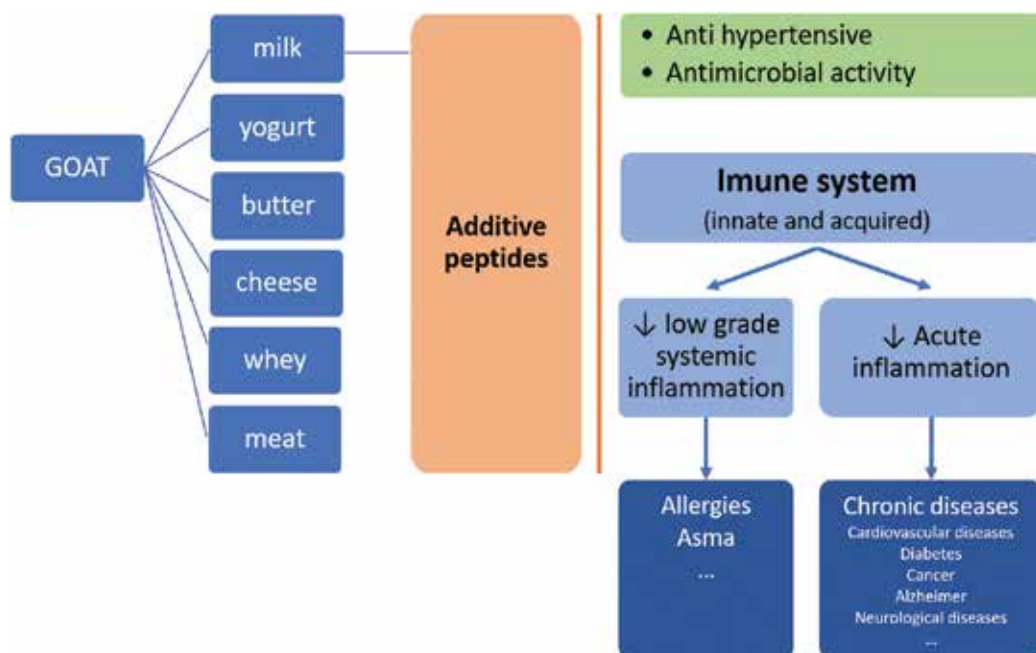 GOAT
milk
yogurt
butter
cheese
whey
meat
Additive
peptides
• Anti hypertensive
• Antimicrobial activity
Imune system
(innate and acquired)
↓ low grade
systemic
inflammation
↓ Acute
inflammation
Allergies
Asma
...
Chronic diseases
Cardiovascular diseases
Diabetes
Cancer
Alzheimer
Neurological diseases
...